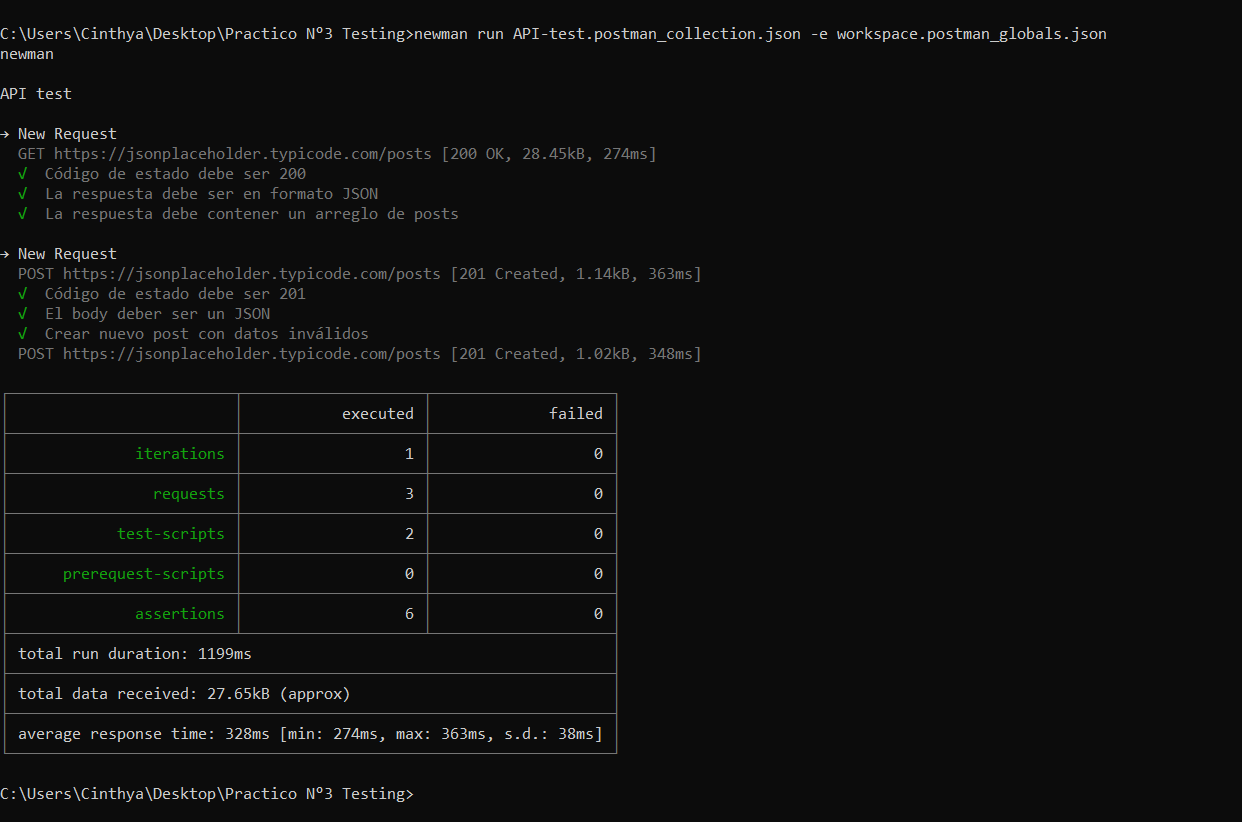 C:\Users\Cinthya\Desktop\Practico Nº3 Testing>newman run API-test.postman_collection.json -e workspace.postman_globals.json
newman
API test
→ New Request
GET https://jsonplaceholder.typicode.com/posts [200 OK, 28.45kB, 274ms]
√ Código de estado debe ser 200
√ La respuesta debe ser en formato JSON
√ La respuesta debe contener un arreglo de posts
→ New Request
POST https://jsonplaceholder.typicode.com/posts [201 Created, 1.14kB, 363ms]
√ Código de estado debe ser 201
√ El body deber ser un JSON
√ Crear nuevo post con datos inválidos
POST https://jsonplaceholder.typicode.com/posts [201 Created, 1.02kB, 348ms]
executed failed
iterations 1 0
requests 3 0
test-scripts 2 0
prerequest-scripts 0 0
assertions 6 0
total run duration: 1199ms
total data received: 27.65kB (approx)
average response time: 328ms [min: 274ms, max: 363ms, s.d.: 38ms]
C:\Users\Cinthya\Desktop\Practico Nº3 Testing>